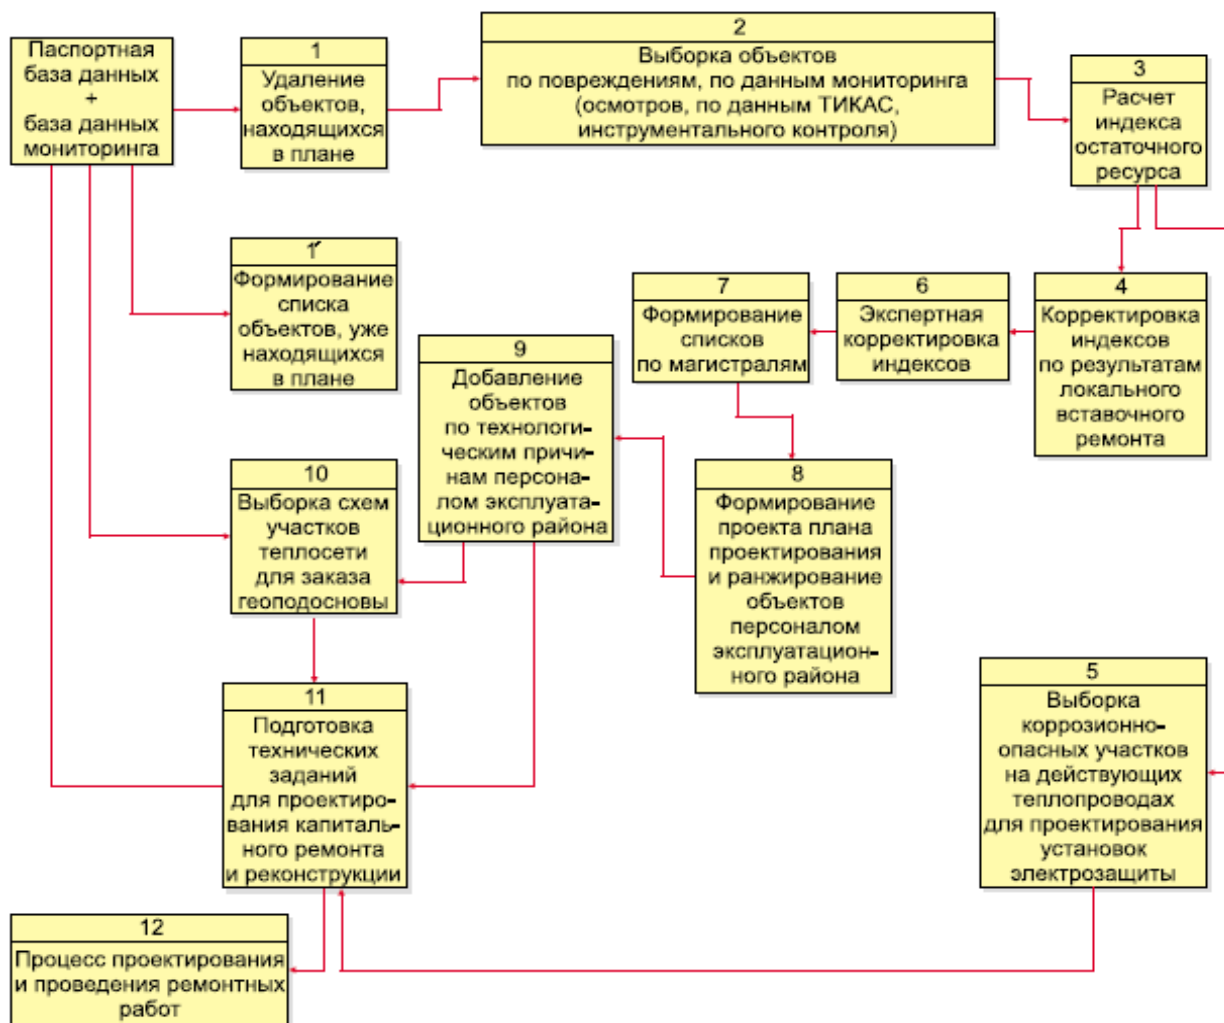 Паспортная
база данных
+
база данных
мониторинга
1
Удаление
объектов,
находящихся
в плане
2
Выборка объектов
по повреждениям, по данным мониторинга
(осмотров, по данным ТИКАС,
инструментального контроля)
3
Расчет
индекса
остаточного
ресурса
1′
Формирование
списка
объектов, уже
находящихся
в плане
9
Добавление
объектов
по технологи-
ческим причи-
нам персона-
лом эксплуата-
ционного района
7
Формирование
списков
по магистралям
6
Экспертная
корректировка
индексов
4
Корректировка
индексов
по результатам
локального
вставочного
ремонта
10
Выборка схем
участков
теплосети
для заказа
геоподосновы
8
Формирование
проекта плана
проектирования
и ранжирование
объектов
персоналом
эксплуатацион-
ного района
5
Выборка
коррозионно-
опасных участков
на действующих
теплопроводах
для проектирования
установок
электрозащиты
11
Подготовка
технических
заданий
для проектиро-
вания капиталь-
ного ремонта
и реконструкции
12
Процесс проектирования
и проведения ремонтных
работ